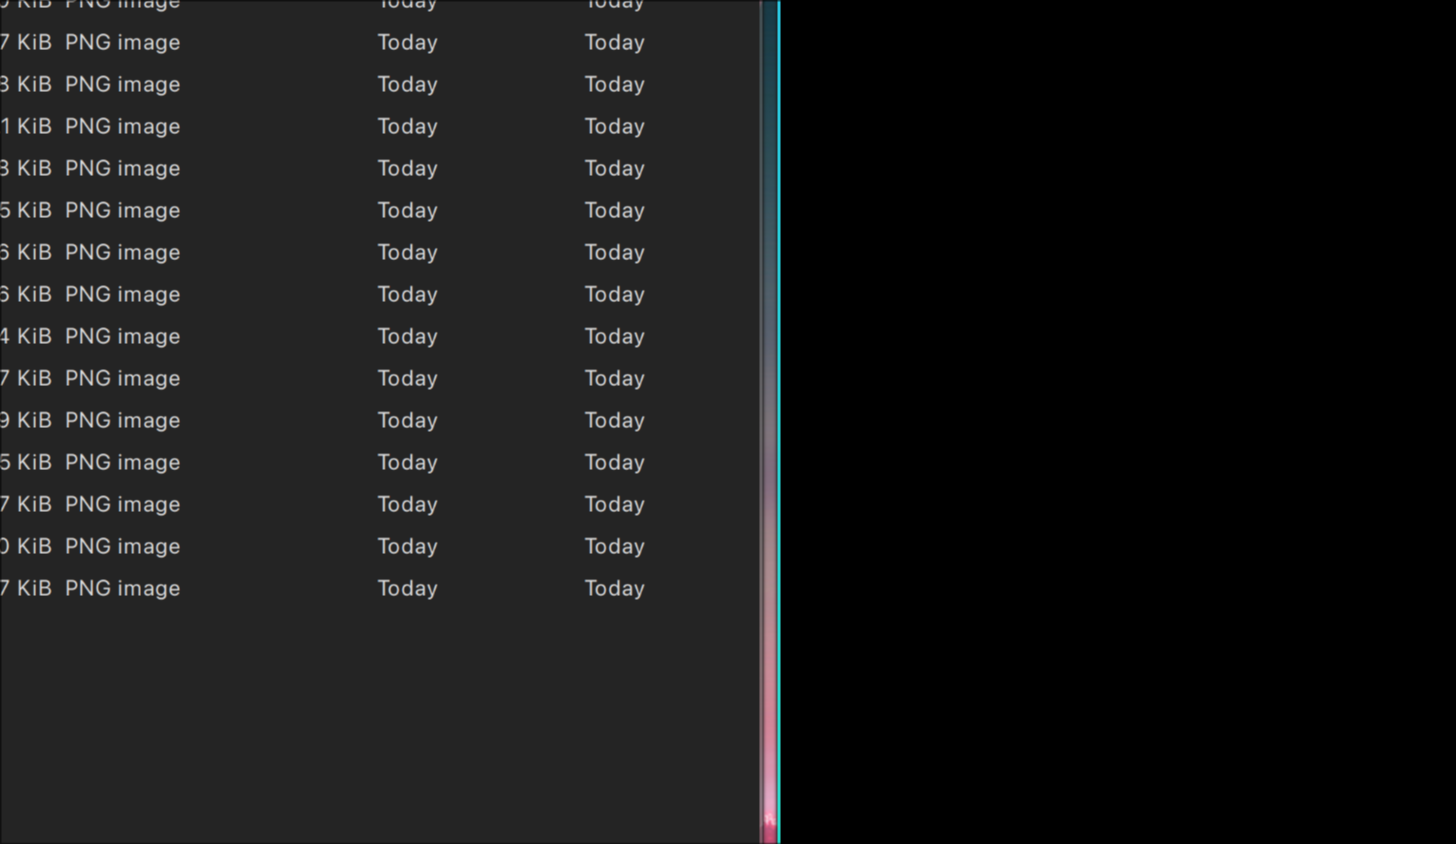 KiB PNG image Today Today
7 KiB PNG image Today Today
3 KiB PNG image Today Today
1 KiB PNG image Today Today
3 KiB PNG image Today Today
5 KiB PNG image Today Today
6 KiB PNG image Today Today
6 KiB PNG image Today Today
4 KiB PNG image Today Today
7 KiB PNG image Today Today
9 KiB PNG image Today Today
5 KiB PNG image Today Today
7 KiB PNG image Today Today
0 KiB PNG image Today Today
7 KiB PNG image Today Today